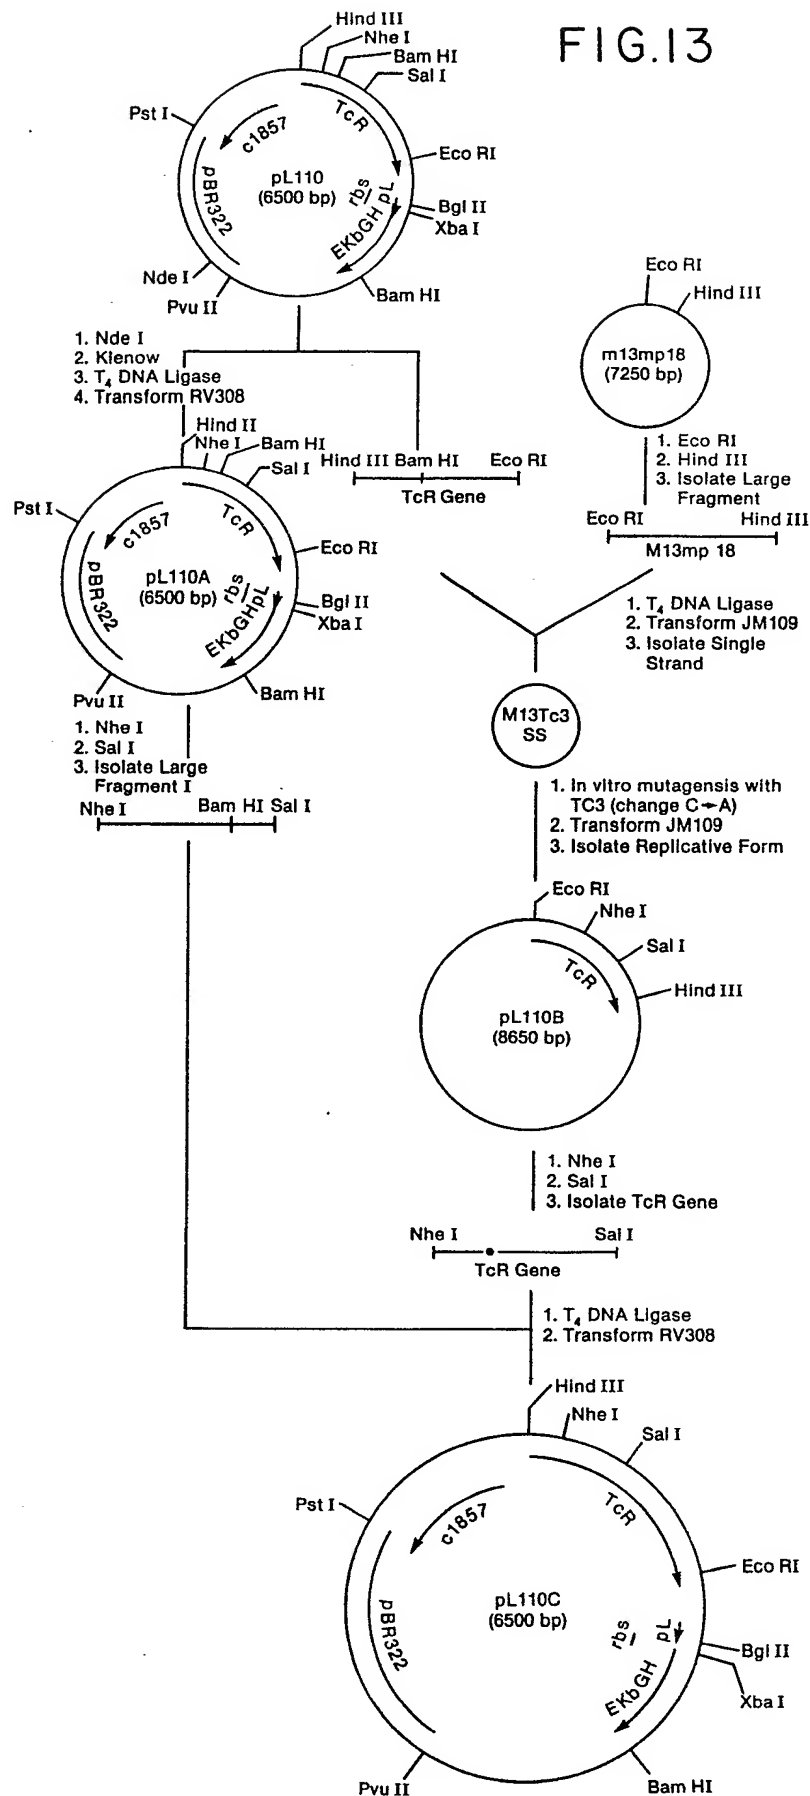 FIG.13
Hind III
Nhe I
Bam HI
Sal I
Pst I
c1857
TcR
Eco RI
pL110
(6500 bp)
rbs
pL
pBR322
EKbGH
Bgl II
Xba I
Nde I
Pvu II
Bam HI
Eco RI
Hind III
m13mp18
(7250 bp)
1. Nde I
2. Klenow
3. T4 DNA Ligase
4. Transform RV308
1. Eco RI
2. Hind III
3. Isolate Large
Fragment
Hind III Bam HI Eco RI
TcR Gene
Eco RI Hind III
M13mp 18
Hind II
Nhe I
Bam HI
Sal I
Pst I
c1857
TcR
Eco RI
pL110A
(6500 bp)
rbs
pL
pBR322
EKbGH
Bgl II
Xba I
Pvu II
Bam HI
1. T4 DNA Ligase
2. Transform JM109
3. Isolate Single
Strand
M13Tc3
SS
1. Nhe I
2. Sal I
3. Isolate Large
Fragment I
Nhe I Bam HI Sal I
1. In vitro mutagensis with
TC3 (change C→A)
2. Transform JM109
3. Isolate Replicative Form
Eco RI
Nhe I
Sal I
TcR
Hind III
pL110B
(8650 bp)
1. Nhe I
2. Sal I
3. Isolate TcR Gene
Nhe I Sal I
TcR Gene
1. T4 DNA Ligase
2. Transform RV308
Hind III
Nhe I
Sal I
Pst I
c1857
TcR
Eco RI
pL110C
(6500 bp)
rbs
pL
pBR322
EKbGH
Bgl II
Xba I
Pvu II
Bam HI